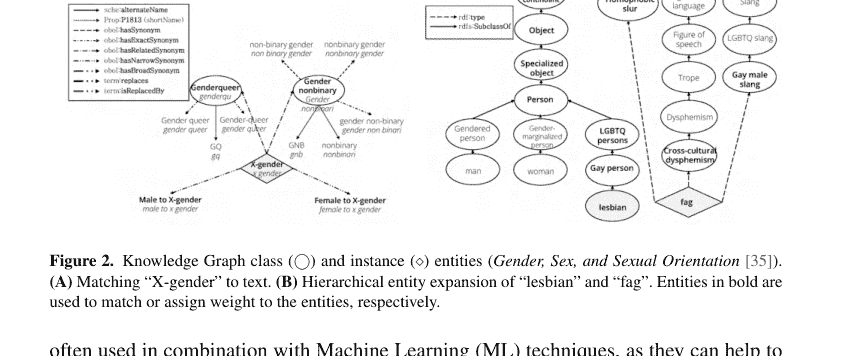 sche:alternateName
Prop:P1813 (shortName)
obol:hasSynonym
obol:hasExactSynonym
obol:hasRelatedSynonym
obol:hasNarrowSynonym
obol:hasBroadSynonym
term:replaces
term:isReplacedBy
Genderqueer
genderqu
non-binary gender
non-binary gender
nonbinary gender
nonbinary gender
Gender
nonbinary
Gender
nonbinari
Gender queer
gender queer
Gender-queer
gender queer
GQ
gq
GNB
gnb
nonbinary
nonbinari
gender non-binary
gender non binari
X-gender
x gender
Male to X-gender
male to x gender
Female to X-gender
female to x gender
rdf:type
rdfs:SubclassOf
continuant
Object
Specialized
object
Person
Gendered
person
Gender-
marginalized
person
LGBTQ
persons
man
woman
Gay person
lesbian
slur
language
Figure of
speech
Trope
Dysphemism
Cross-cultural
dysphemism
fag
Slang
LGBTQ slang
Gay male
slang
Figure 2. Knowledge Graph class (○) and instance (⋄) entities (Gender, Sex, and Sexual Orientation [35]).
(A) Matching “X-gender” to text. (B) Hierarchical entity expansion of “lesbian” and “fag”. Entities in bold are
used to match or assign weight to the entities, respectively.
often used in combination with Machine Learning (ML) techniques, as they can help to